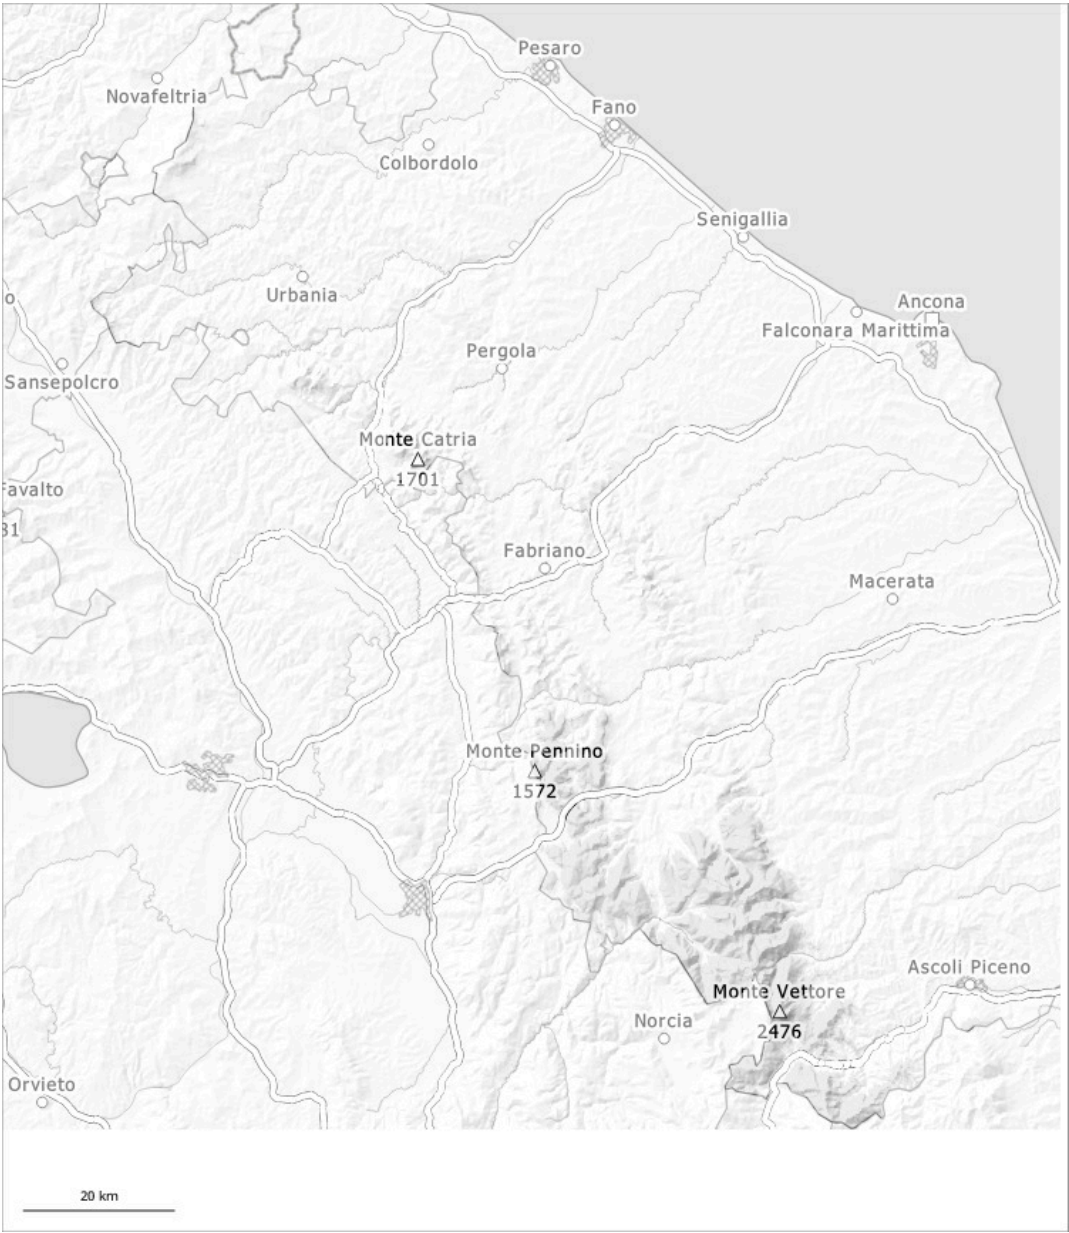 Pesaro
Novafeltria
Fano
Colbordolo
Senigallia
Urbania
o
Ancona
Falconara Marittima
Pergola
Sansepolcro
Monte Catria
1701
Favalto
81
Fabriano
Macerata
Monte Pennino
1572
Ascoli Piceno
Monte Vettore
2476
Norcia
Orvieto
20 km